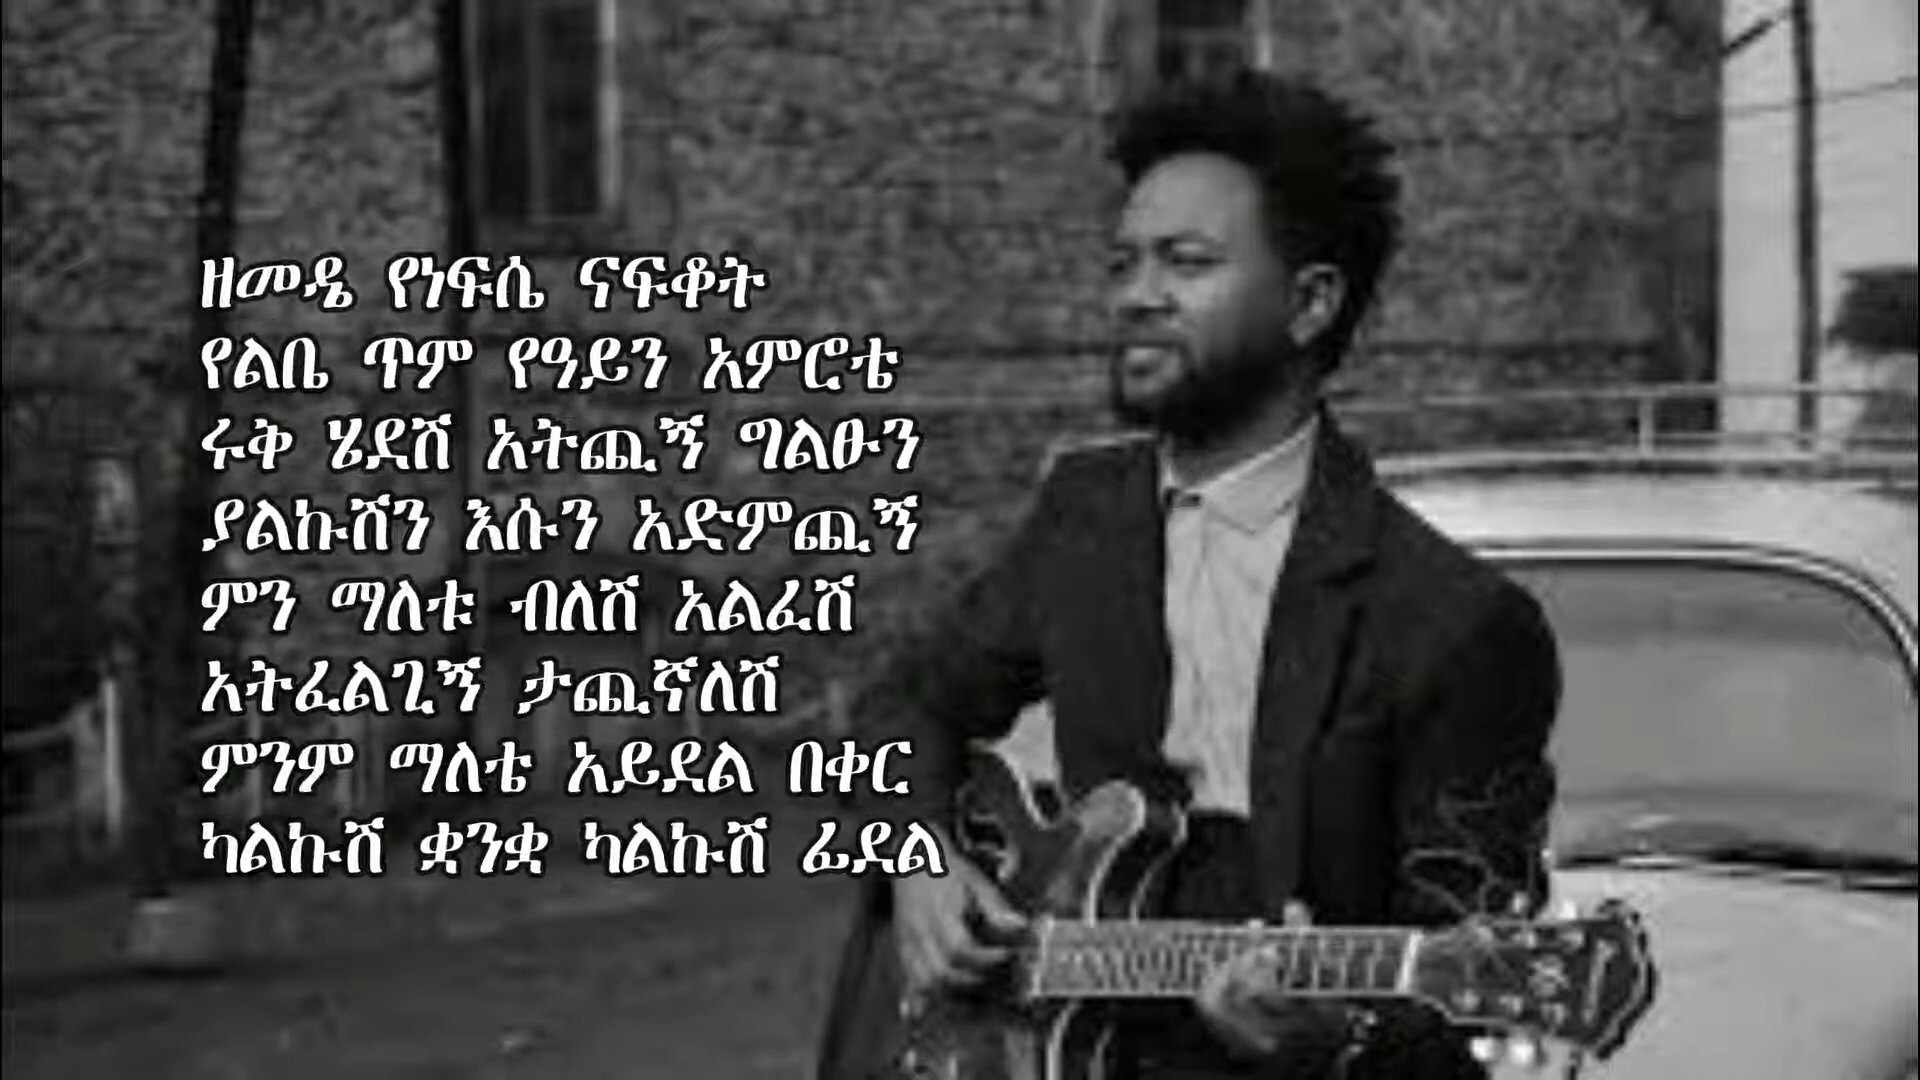 ዘመዴ የነፍሴ ናፍቆት
የልቤ ጥም የዓይን አምሮቴ
ሩቅ ሄደሽ አትጪኝ ግልፁን
ያልኩሽን እሱን አድምጪኝ
ምን ማለቱ ብለሽ አልፈሽ
አትፈልጊኝ ታጪኛለሽ
ምንም ማለቴ አይደል በቀር
ካልኩሽ ቋንቋ ካልኩሽ ፊደል